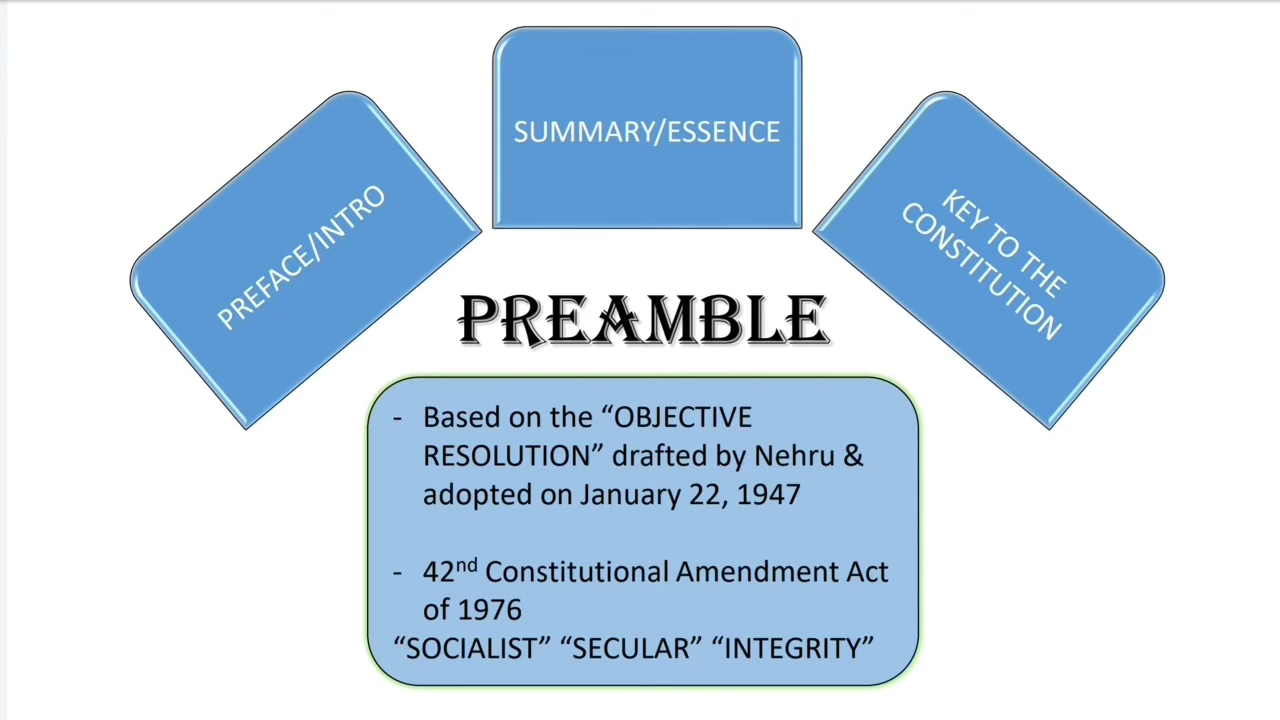 SUMMARY/ESSENCE
PREFACE/INTRO
KEY TO THE
CONSTITUTION
PREAMBLE
- Based on the “OBJECTIVE
RESOLUTION” drafted by Nehru &
adopted on January 22, 1947
- 42nd Constitutional Amendment Act
of 1976
“SOCIALIST” “SECULAR” “INTEGRITY”